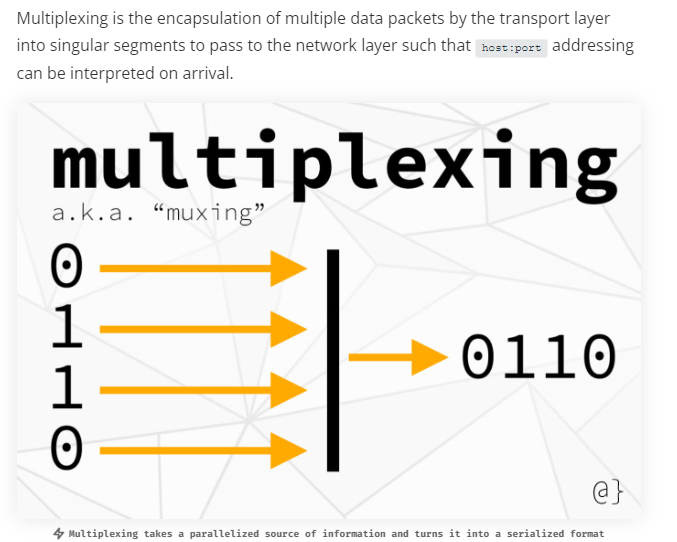 Multiplexing is the encapsulation of multiple data packets by the transport layer
into singular segments to pass to the network layer such that host:port addressing
can be interpreted on arrival.
multiplexing
a.k.a. “muxing”
0
1
1
0
0110
@}
Multiplexing takes a parallelized source of information and turns it into a serialized format